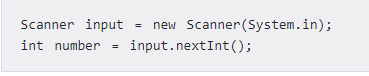 Scanner input = new Scanner(System.in);
int number = input.nextInt();